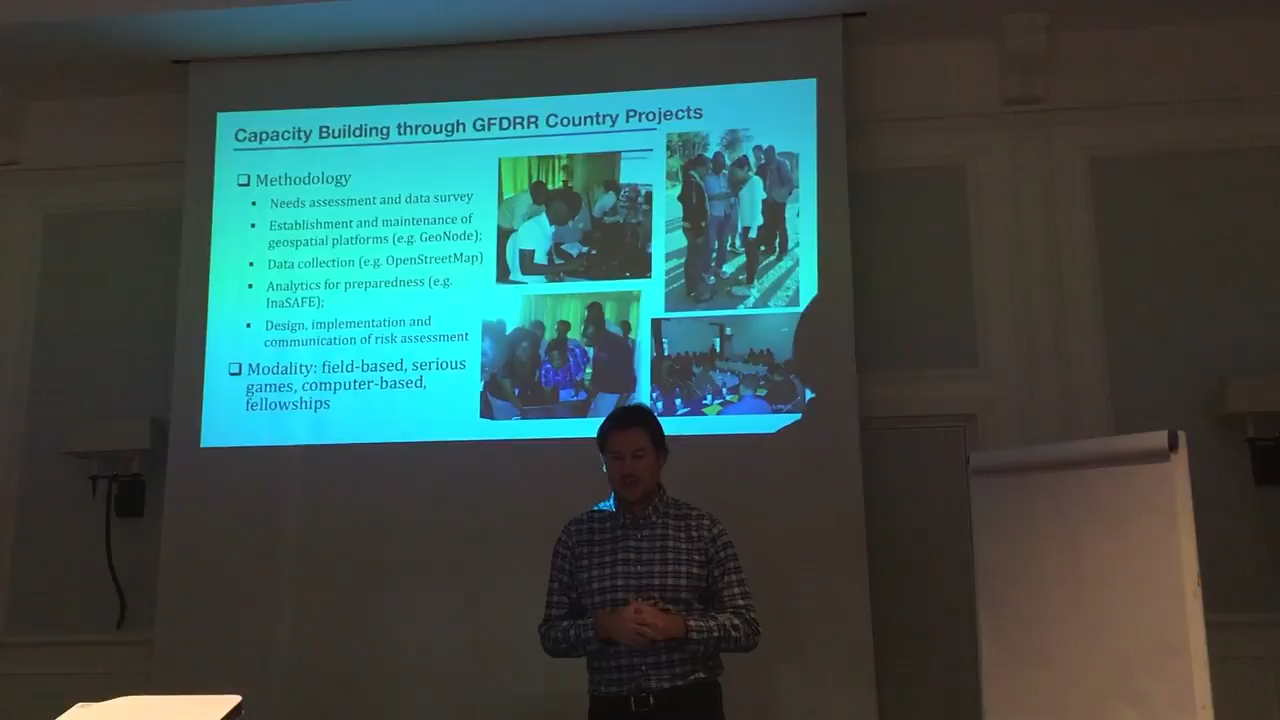 Capacity Building through GFDRR Country Projects
❑ Methodology
▪ Needs assessment and data survey
▪ Establishment and maintenance of
geospatial platforms (e.g. GeoNode);
▪ Data collection (e.g. OpenStreetMap)
▪ Analytics for preparedness (e.g.
InaSAFE);
▪ Design, implementation and
communication of risk assessment
❑ Modality: field-based, serious
games, computer-based,
fellowships